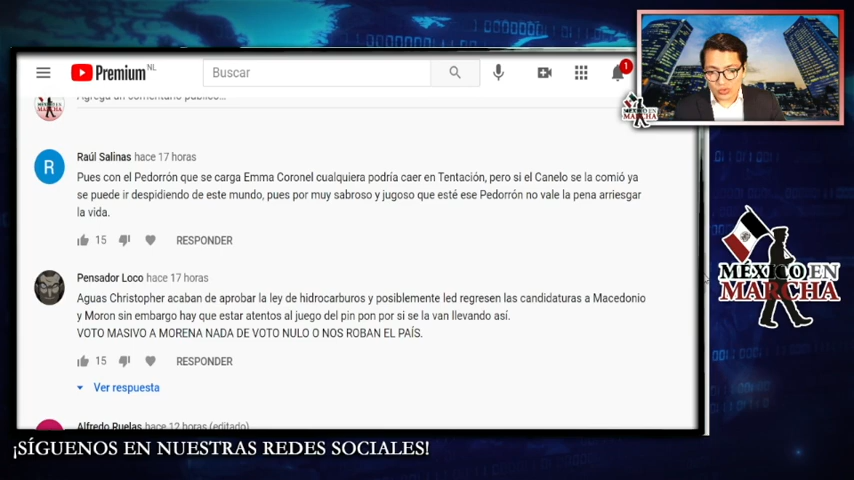 Premium NL
Buscar
1
Agrega un comentario público...
MÉXICO EN
MARCHA
Raúl Salinas hace 17 horas
Pues con el Pedorrón que se carga Emma Coronel cualquiera podría caer en Tentación, pero si el Canelo se la comió ya
se puede ir despidiendo de este mundo, pues por muy sabroso y jugoso que esté ese Pedorrón no vale la pena arriesgar
la vida.
R
15
RESPONDER
Pensador Loco hace 17 horas
Aguas Christopher acaban de aprobar la ley de hidrocarburos y posiblemente led regresen las candidaturas a Macedonio
y Moron sin embargo hay que estar atentos al juego del pin pon por si se la van llevando así.
VOTO MASIVO A MORENA NADA DE VOTO NULO O NOS ROBAN EL PAÍS.
15
RESPONDER
Ver respuesta
Alfredo Ruelas hace 12 horas (editado)
MÉXICO EN
MARCHA
MÉXICO EN
MARCHA
¡SÍGUENOS EN NUESTRAS REDES SOCIALES!